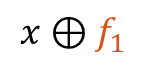 x ⊕ f₁